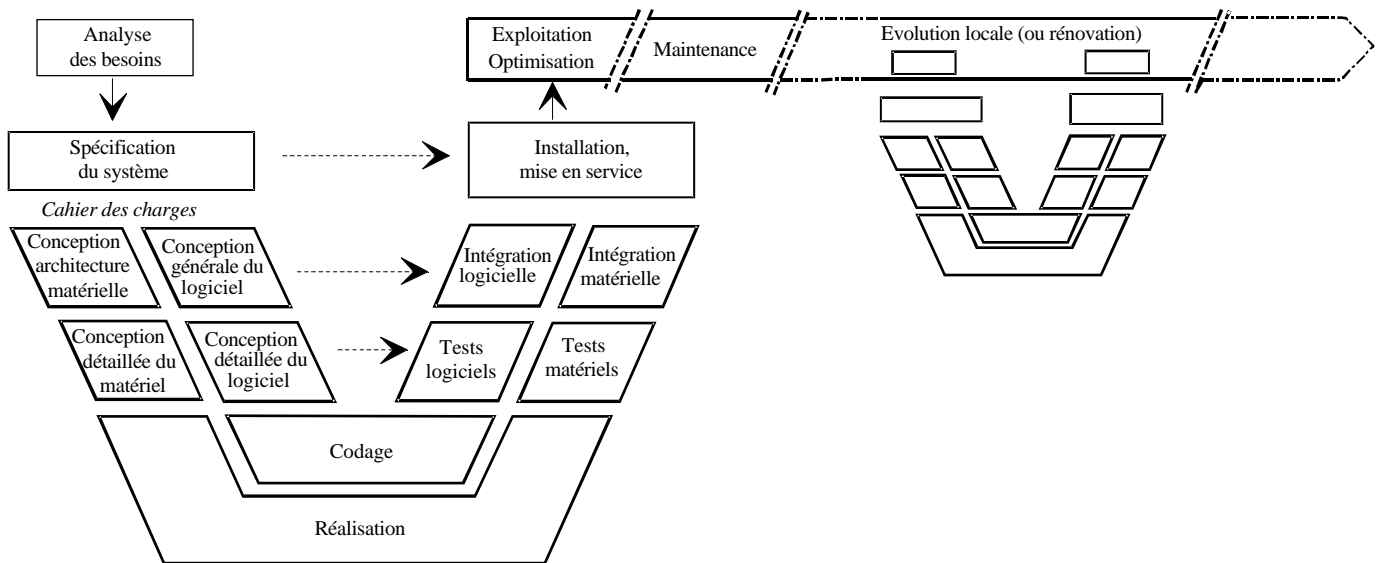 Analyse
des besoins
Exploitation
Optimisation
Maintenance
Evolution locale (ou rénovation)
Spécification
du système
Installation,
mise en service
Cahier des charges
Conception
architecture
matérielle
Conception
générale du
logiciel
Intégration
logicielle
Intégration
matérielle
Conception
détaillée du
matériel
Conception
détaillée du
logiciel
Tests
logiciels
Tests
matériels
Codage
Réalisation